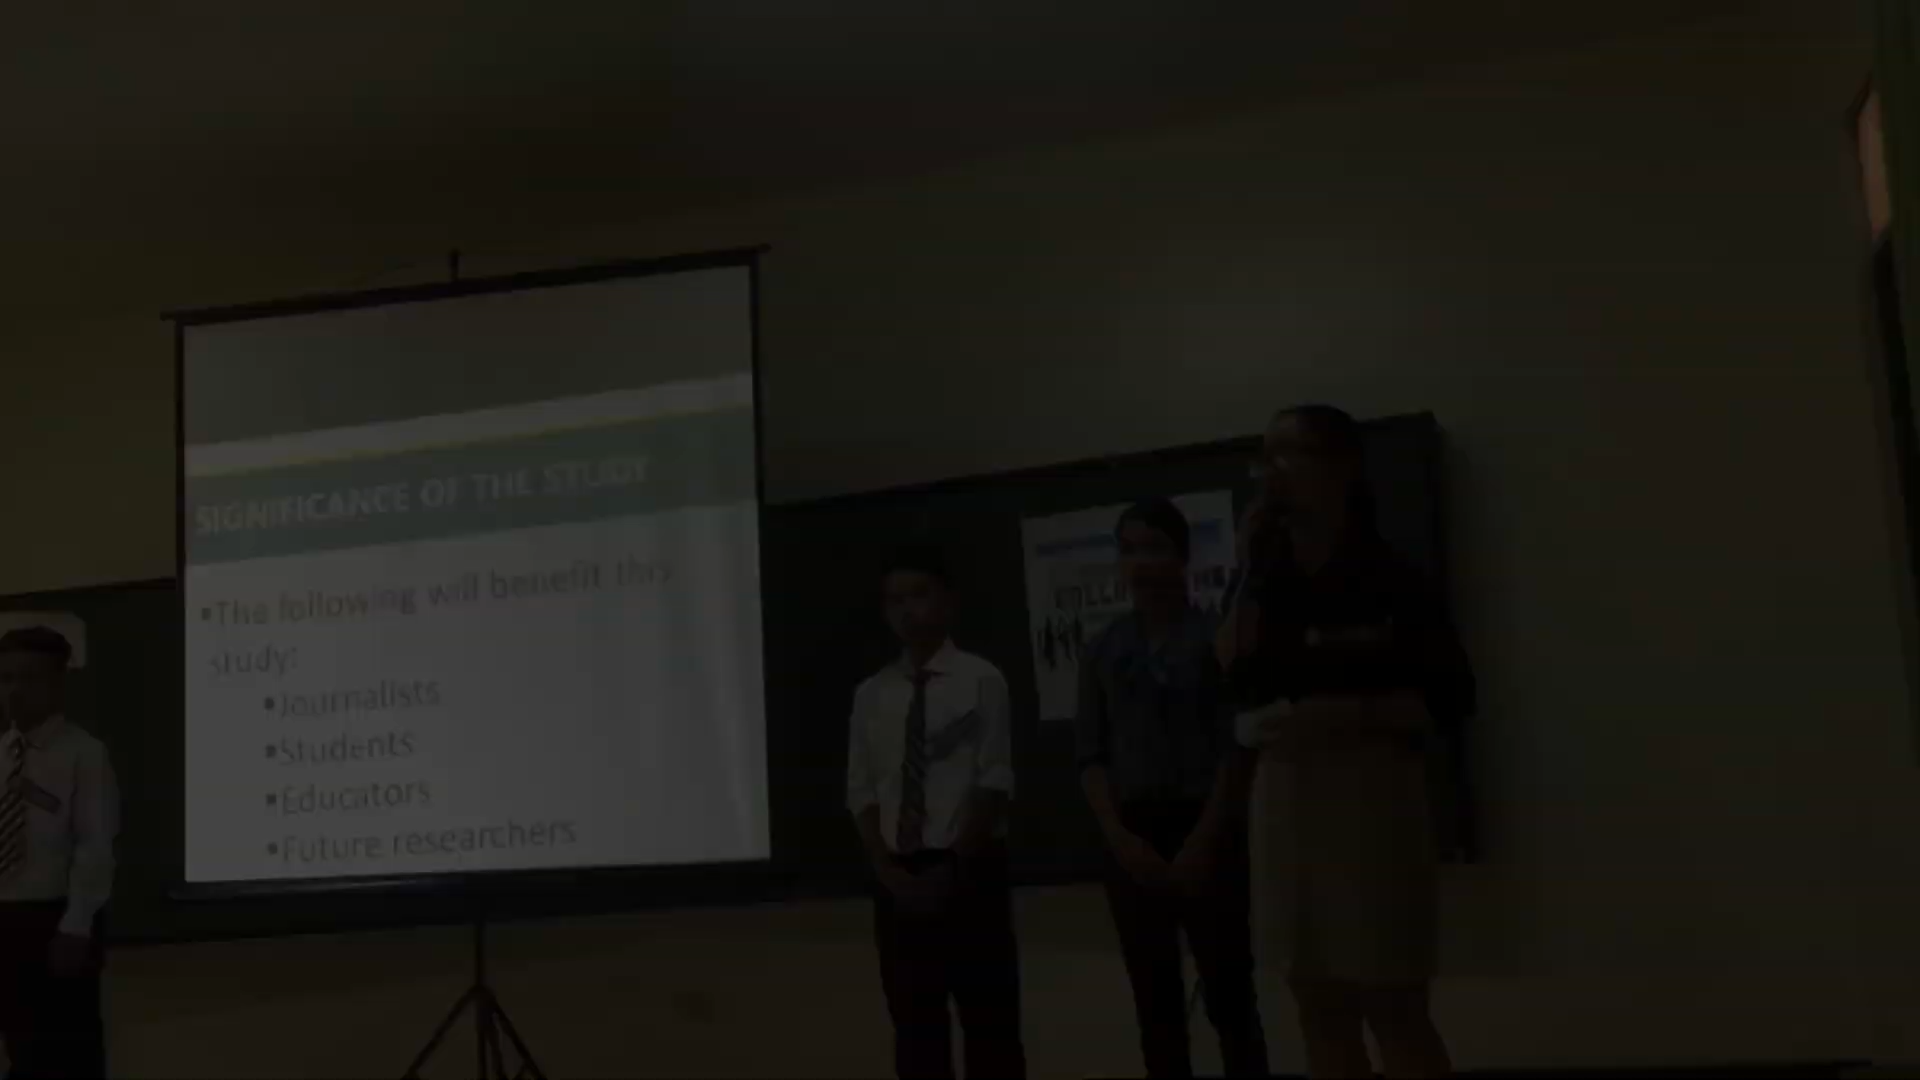 SIGNIFICANCE OF THE STUDY
▪The following will benefit this
study:
▪Journalists
▪Students
▪Educators
▪Future researchers